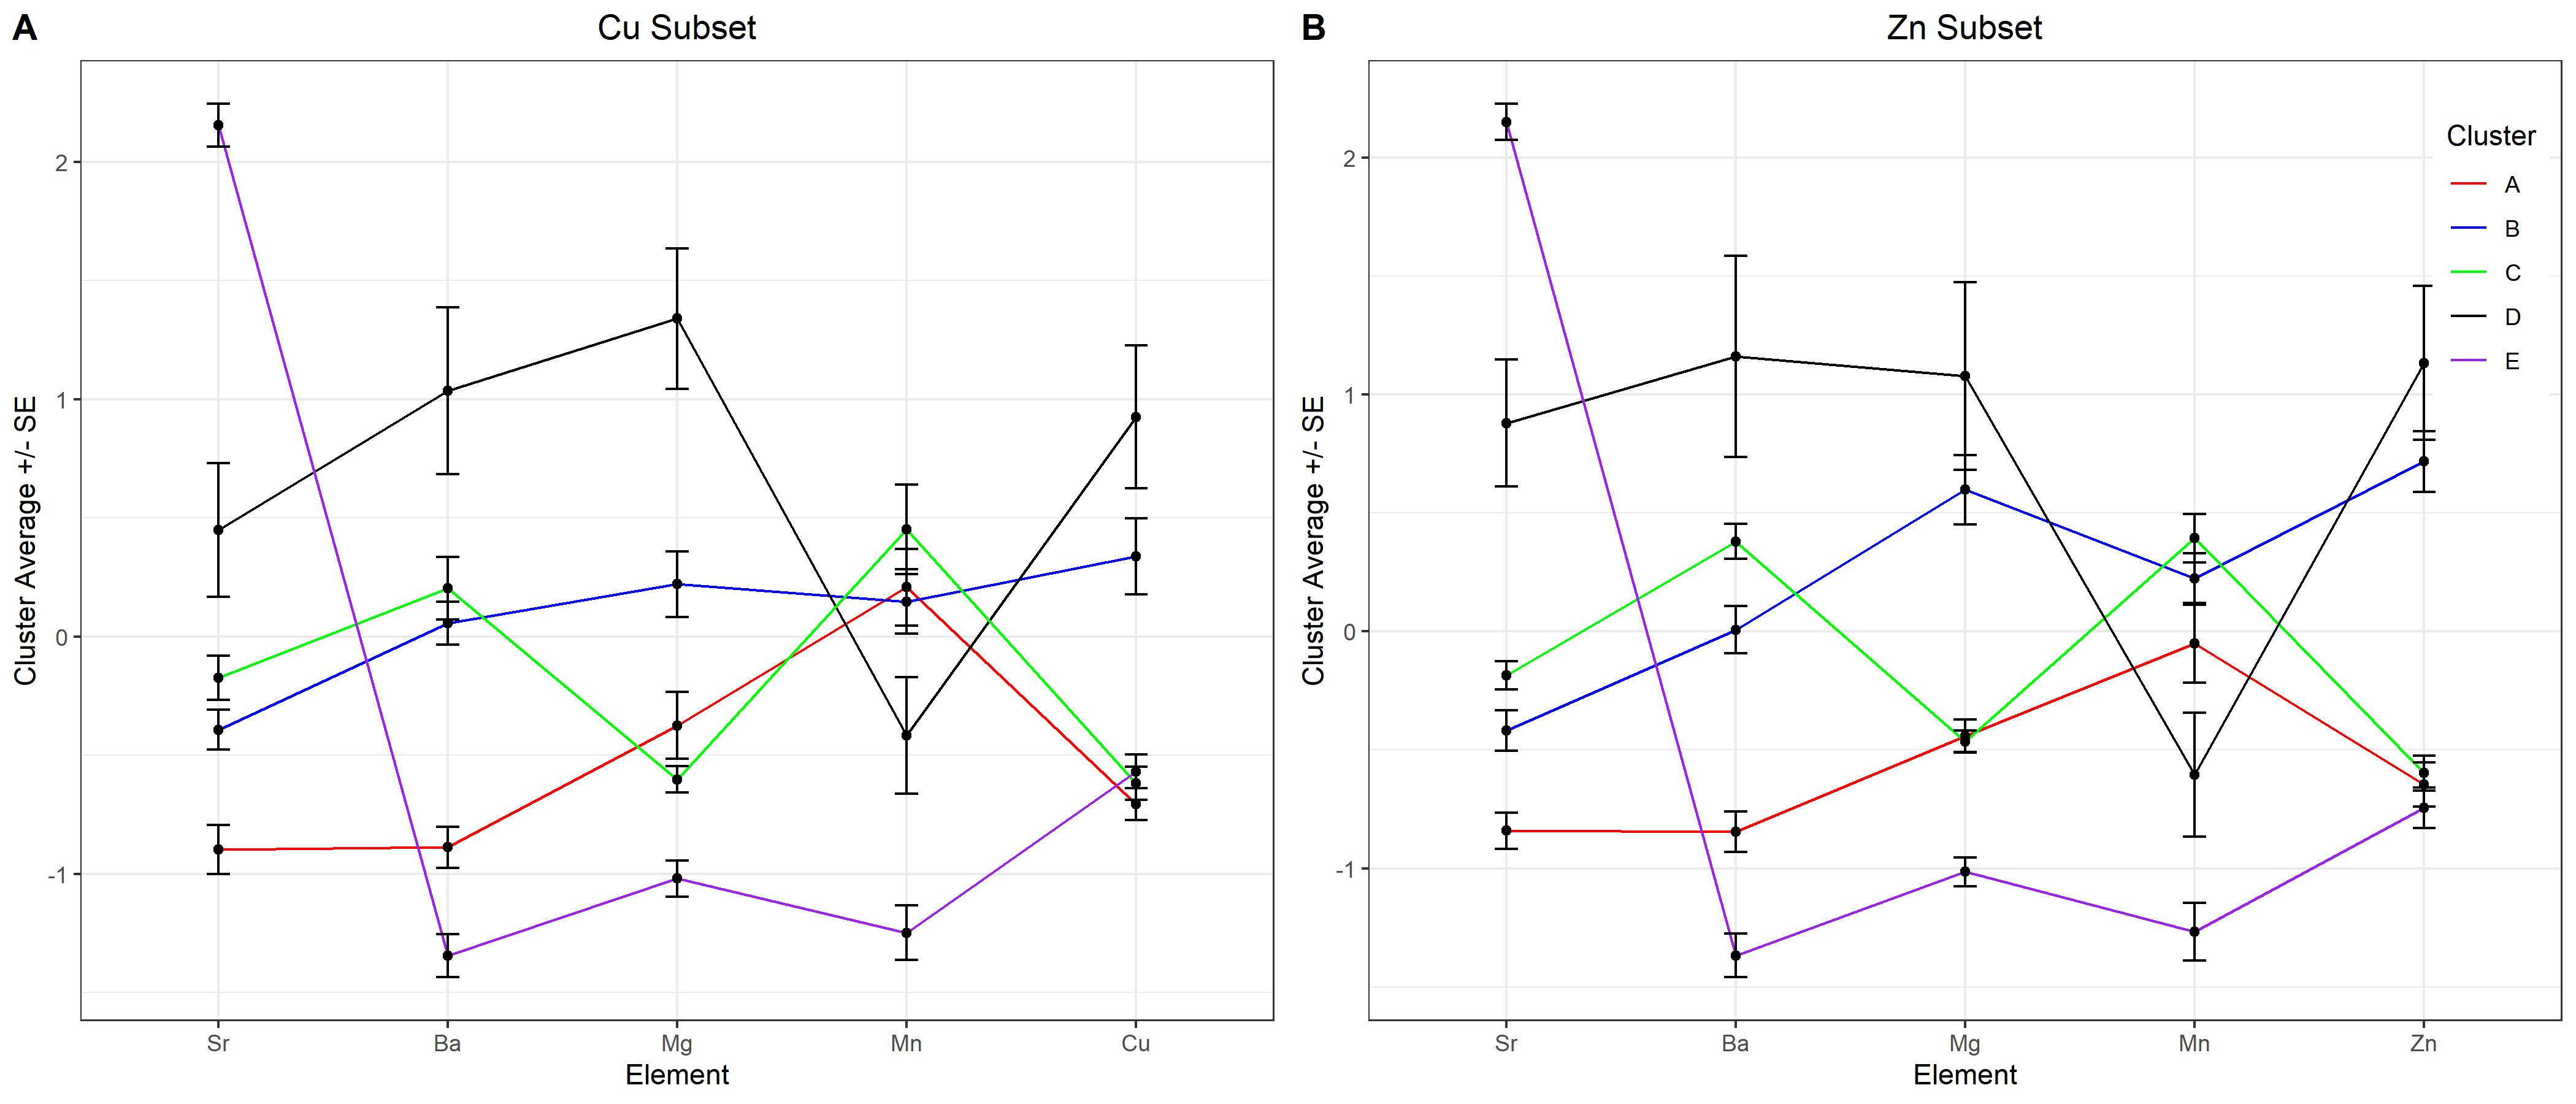 A
Cu Subset
Cluster Average +/- SE
2
1
0
-1
Sr Ba Mg Mn Cu
Element
B
Zn Subset
Cluster Average +/- SE
2
1
0
-1
Sr Ba Mg Mn Zn
Element
Cluster
A
B
C
D
E